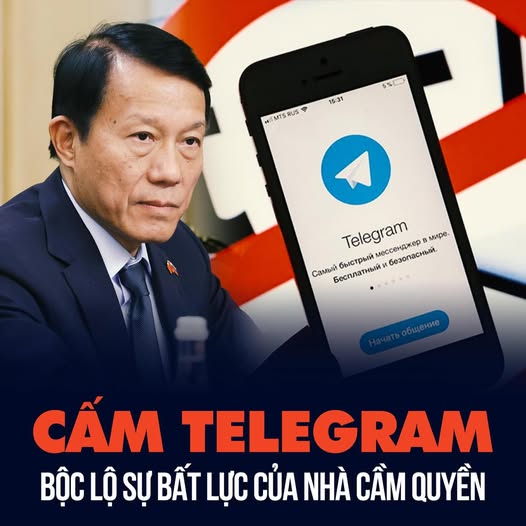 MTS RUS
15:31
5 %
Telegram
Самый быстрый мессенджер в мире.
Бесплатный и безопасный.
Начать общение
CẤM TELEGRAM
BỘC LỘ SỰ BẤT LỰC CỦA NHÀ CẦM QUYỀN